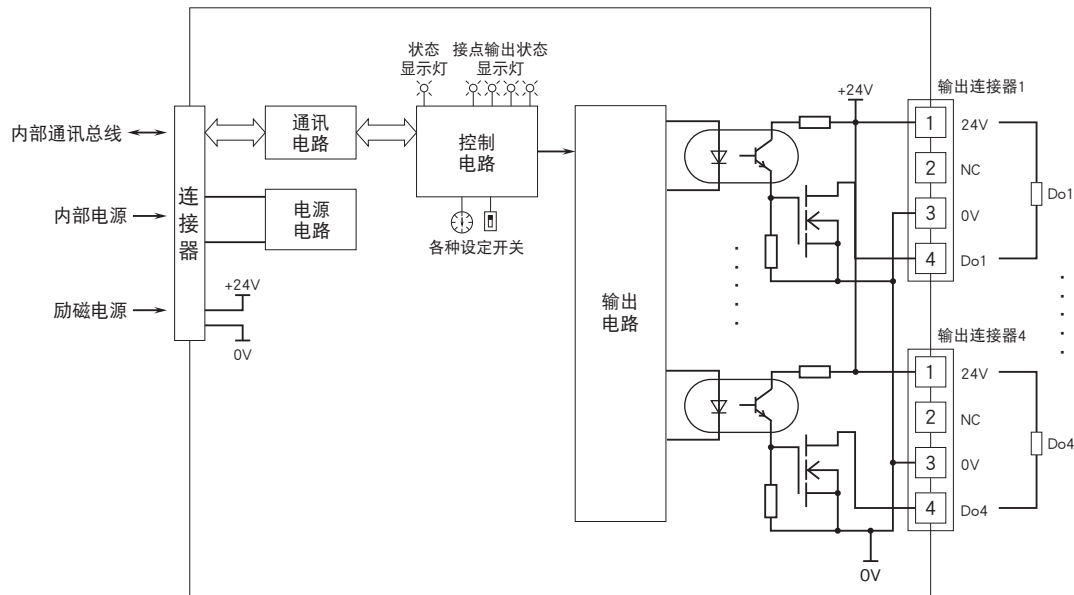 状态
显示灯
接点输出状态
显示灯
+24V
输出连接器1
内部通讯总线
通讯
电路
控制
电路
1
24V
2
NC
连接器
Do1
内部电源
电源
电路
3
0V
各种设定开关
4
Do1
励磁电源
+24V
0V
输出
电路
输出连接器4
1
24V
2
NC
Do4
3
0V
4
Do4
0V